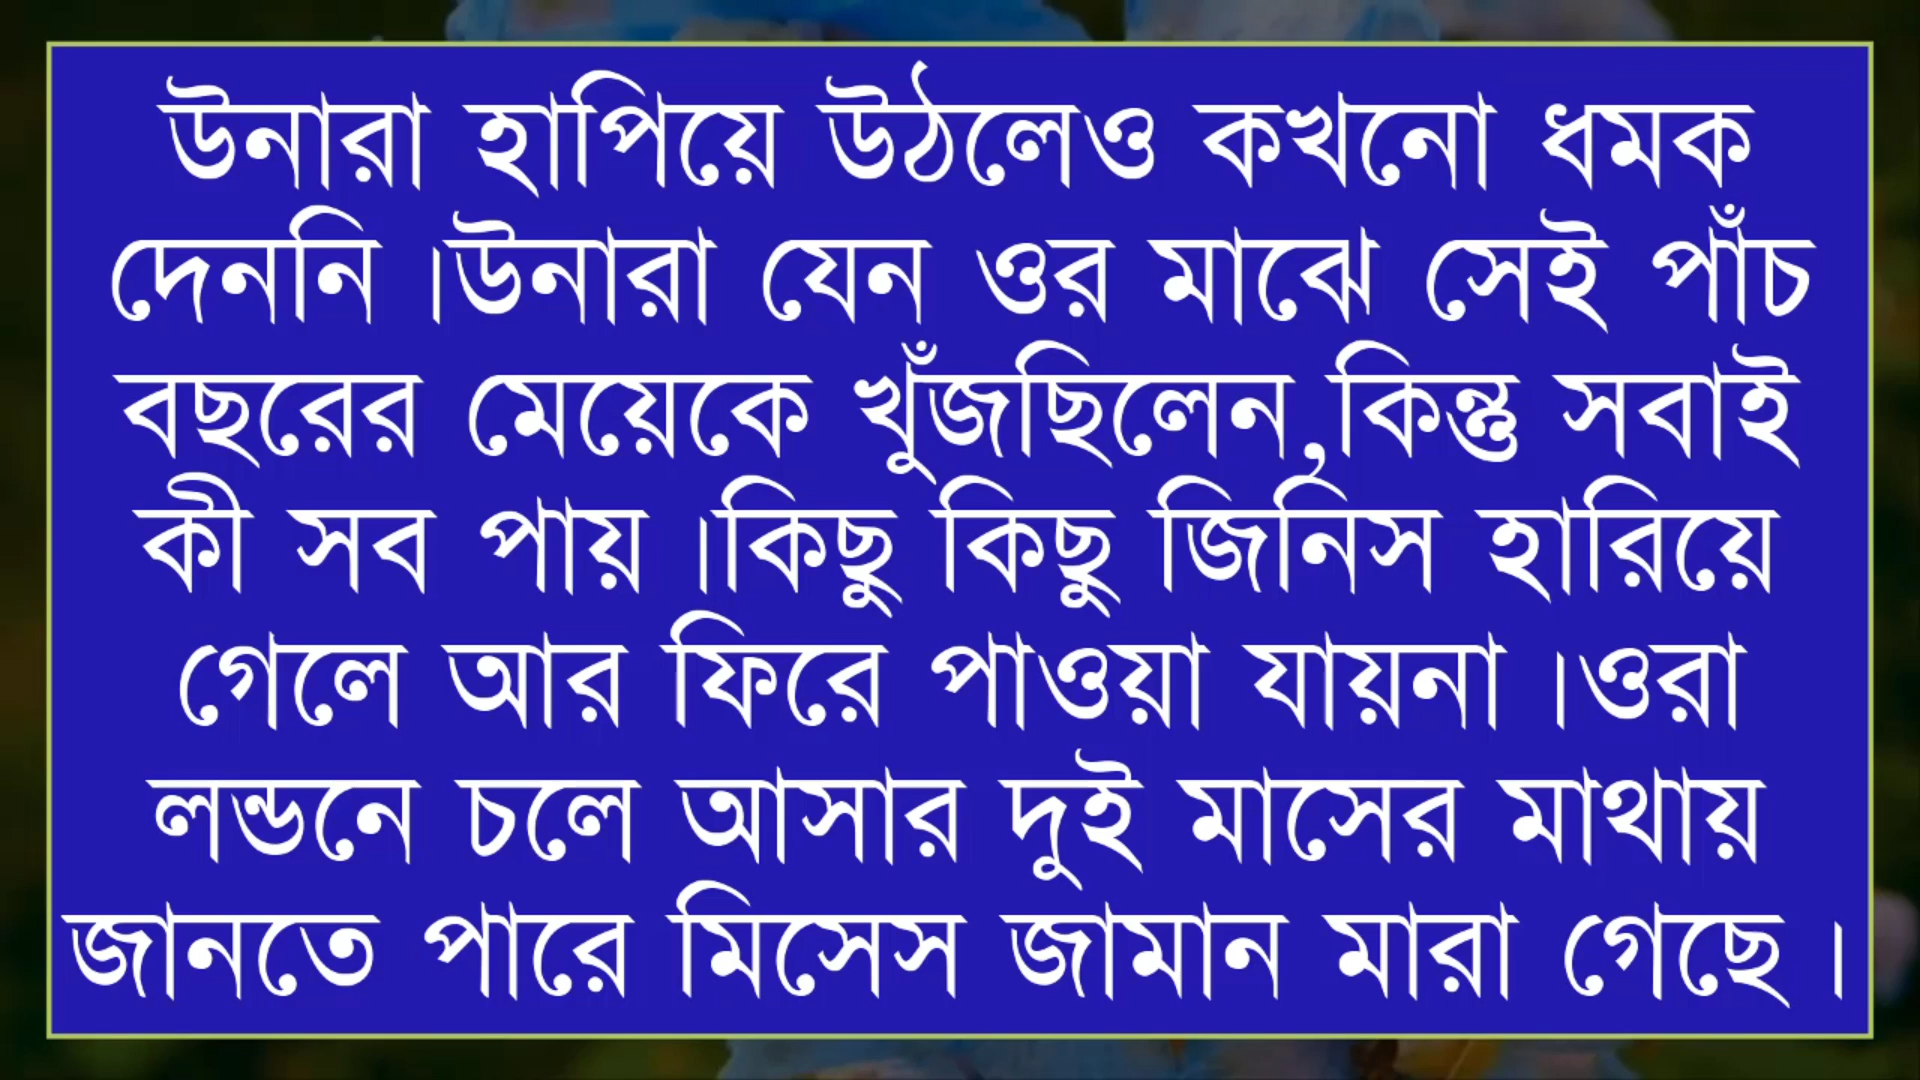 উনারা হাপিয়ে উঠলেও কখনো ধমক
দেননি ।উনারা যেন ওর মাঝে সেই পাঁচ
বছরের মেয়েকে খুঁজছিলেন,কিন্তু সবাই
কী সব পায় ।কিছু কিছু জিনিস হারিয়ে
গেলে আর ফিরে পাওয়া যায়না ।ওরা
লন্ডনে চলে আসার দুই মাসের মাথায়
জানতে পারে মিসেস জামান মারা গেছে ।